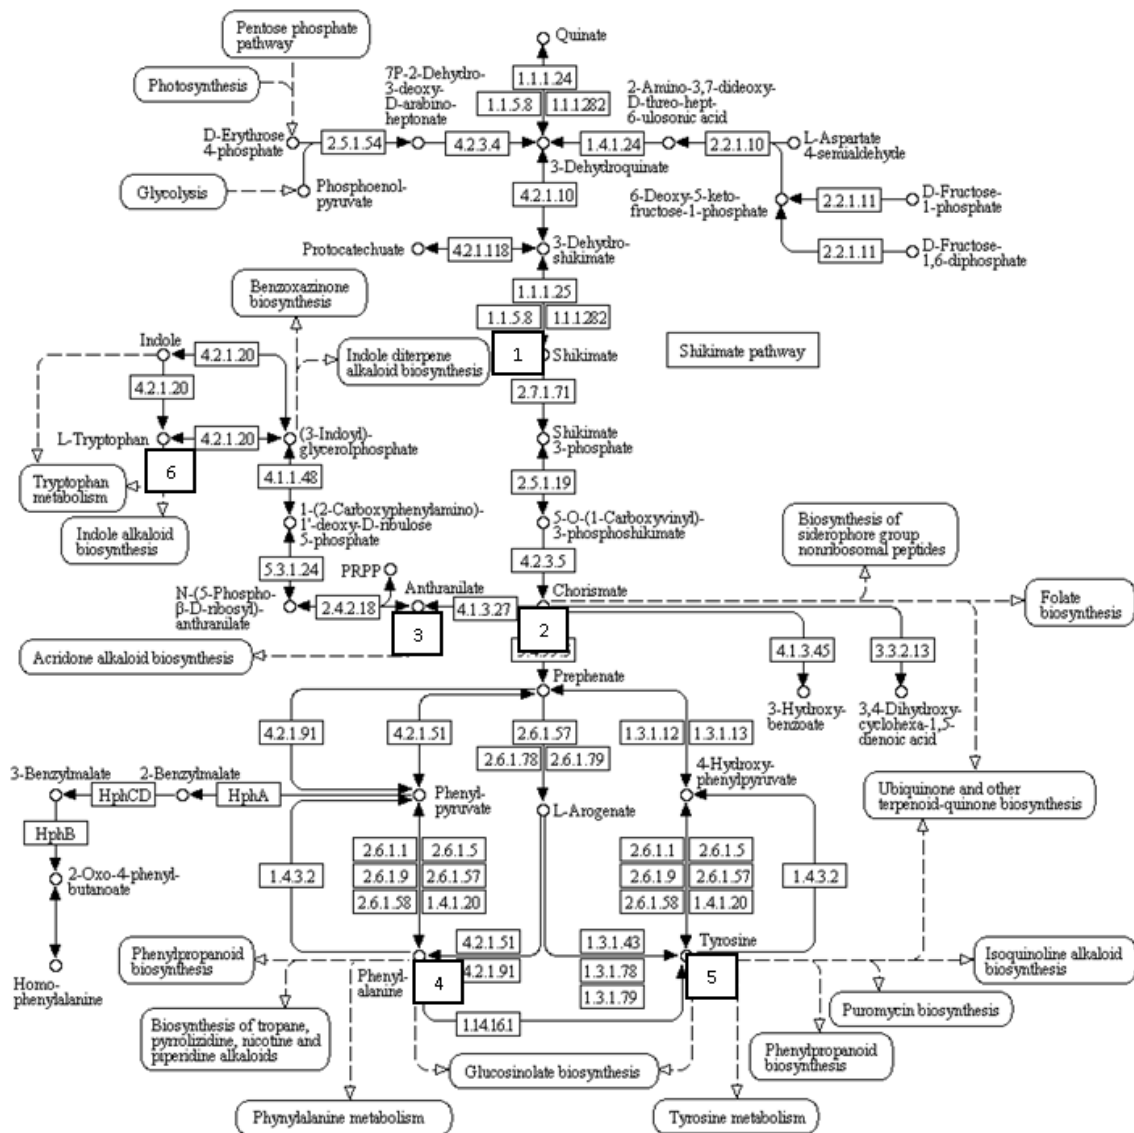 Pentose phosphate
pathway
Photosynthesis
Glycolysis
D-Erythrose
4-phosphate
2.5.1.54
Phosphoenol-
pyruvate
7P-2-Dehydro-
3-deoxy-
D-arabino-
heptonate
4.2.3.4
Quinate
1.1.1.24
1.1.5.8
1.1.1.282
3-Dehydroquinate
1.4.1.24
2-Amino-3,7-dideoxy-
D-threo-hept-
6-ulosonic acid
2.2.1.10
L-Aspartate
4-semialdehyde
6-Deoxy-5-keto-
fructose-1-phosphate
2.2.1.11
D-Fructose-
1-phosphate
2.2.1.11
D-Fructose-
1,6-diphosphate
4.2.1.10
Protocatechuate
4.2.1.118
3-Dehydro-
shikimate
1.1.1.25
1.1.5.8
1.1.1.282
1
Shikimate
Shikimate pathway
2.7.1.71
Shikimate
3-phosphate
2.5.1.19
5-O-(1-Carboxyvinyl)-
3-phosphoshikimate
4.2.3.5
Chorismate
2
Benzoxazinone
biosynthesis
Indole diterpene
alkaloid biosynthesis
Indole
4.2.1.20
4.2.1.20
L-Tryptophan
4.2.1.20
(3-Indoyl)-
glycerolphosphate
6
Tryptophan
metabolism
Indole alkaloid
biosynthesis
4.1.1.48
1-(2-Carboxyphenylamino)-
1'-deoxy-D-ribulose
5-phosphate
5.3.1.24
PRPP
N-(5-Phospho-
β-D-ribosyl)-
anthranilate
2.4.2.18
Anthranilate
4.1.3.27
3
Acridone alkaloid biosynthesis
Biosynthesis of
siderophore group
nonribosomal peptides
Folate
biosynthesis
4.1.3.45
3.3.2.13
3-Hydroxy-
benzoate
3,4-Dihydroxy-
cyclohexa-1,5-
dienoic acid
Ubiquinone and other
terpenoid-quinone biosynthesis
Prephenate
4.2.1.91
4.2.1.51
2.6.1.57
2.6.1.78
2.6.1.79
1.3.1.12
1.3.1.13
3-Benzylmalate
2-Benzylmalate
HphCD
HphA
HphB
Phenyl-
pyruvate
L-Arogenate
4-Hydroxy-
phenylpyruvate
2-Oxo-4-phenyl-
butanoate
Homo-
phenylalanine
1.4.3.2
2.6.1.1
2.6.1.5
2.6.1.9
2.6.1.57
2.6.1.58
1.4.1.20
2.6.1.1
2.6.1.5
2.6.1.9
2.6.1.57
2.6.1.58
1.4.1.20
1.4.3.2
4.2.1.51
4.2.1.91
1.3.1.43
1.3.1.78
1.3.1.79
Tyrosine
5
Phenyl-
alanine
4
1.14.16.1
Phenylpropanoid
biosynthesis
Biosynthesis of tropane,
pyrrolizidine, nicotine and
piperidine alkaloids
Phynylalanine metabolism
Glucosinolate biosynthesis
Tyrosine metabolism
Phenylpropanoid
biosynthesis
Puromycin biosynthesis
Isoquinoline alkaloid
biosynthesis